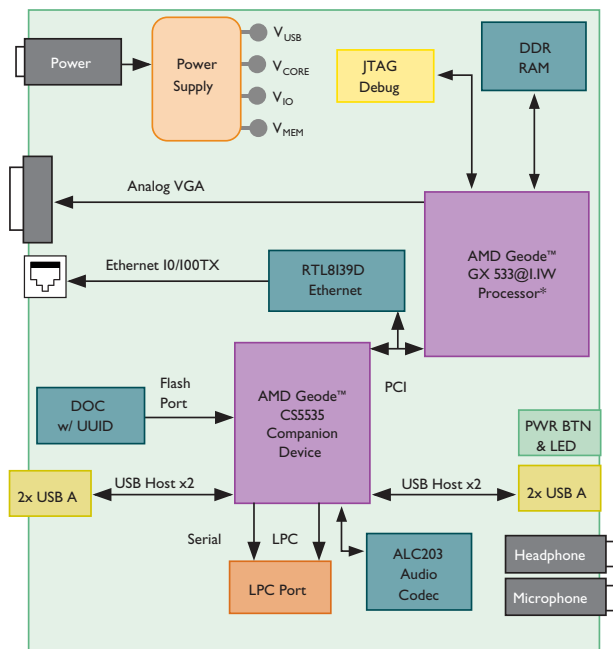 Power
Power
Supply
VUSB
VCORE
VIO
VMEM
JTAG
Debug
DDR
RAM
Analog VGA
AMD Geode™
GX 533@1.1W
Processor*
Ethernet 10/100TX
RTL8139D
Ethernet
PCI
AMD Geode™
CS5535
Companion
Device
Flash
Port
DOC
w/ UUID
PWR BTN
& LED
2x USB A
USB Host x2
USB Host x2
2x USB A
Serial
LPC
LPC Port
ALC203
Audio
Codec
Headphone
Microphone